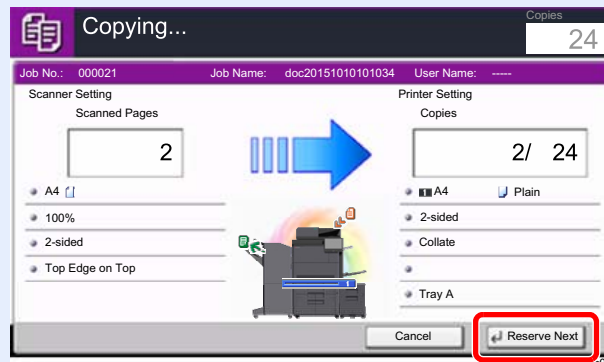 Copying...
Copies
24
Job No.: 000021 Job Name: doc20151010101034 User Name: -----
Scanner Setting Printer Setting
Scanned Pages Copies
2 2/ 24
A4 1 A4 Plain
100% 2-sided
2-sided Collate
Top Edge on Top
1
Tray A
Cancel Reserve Next